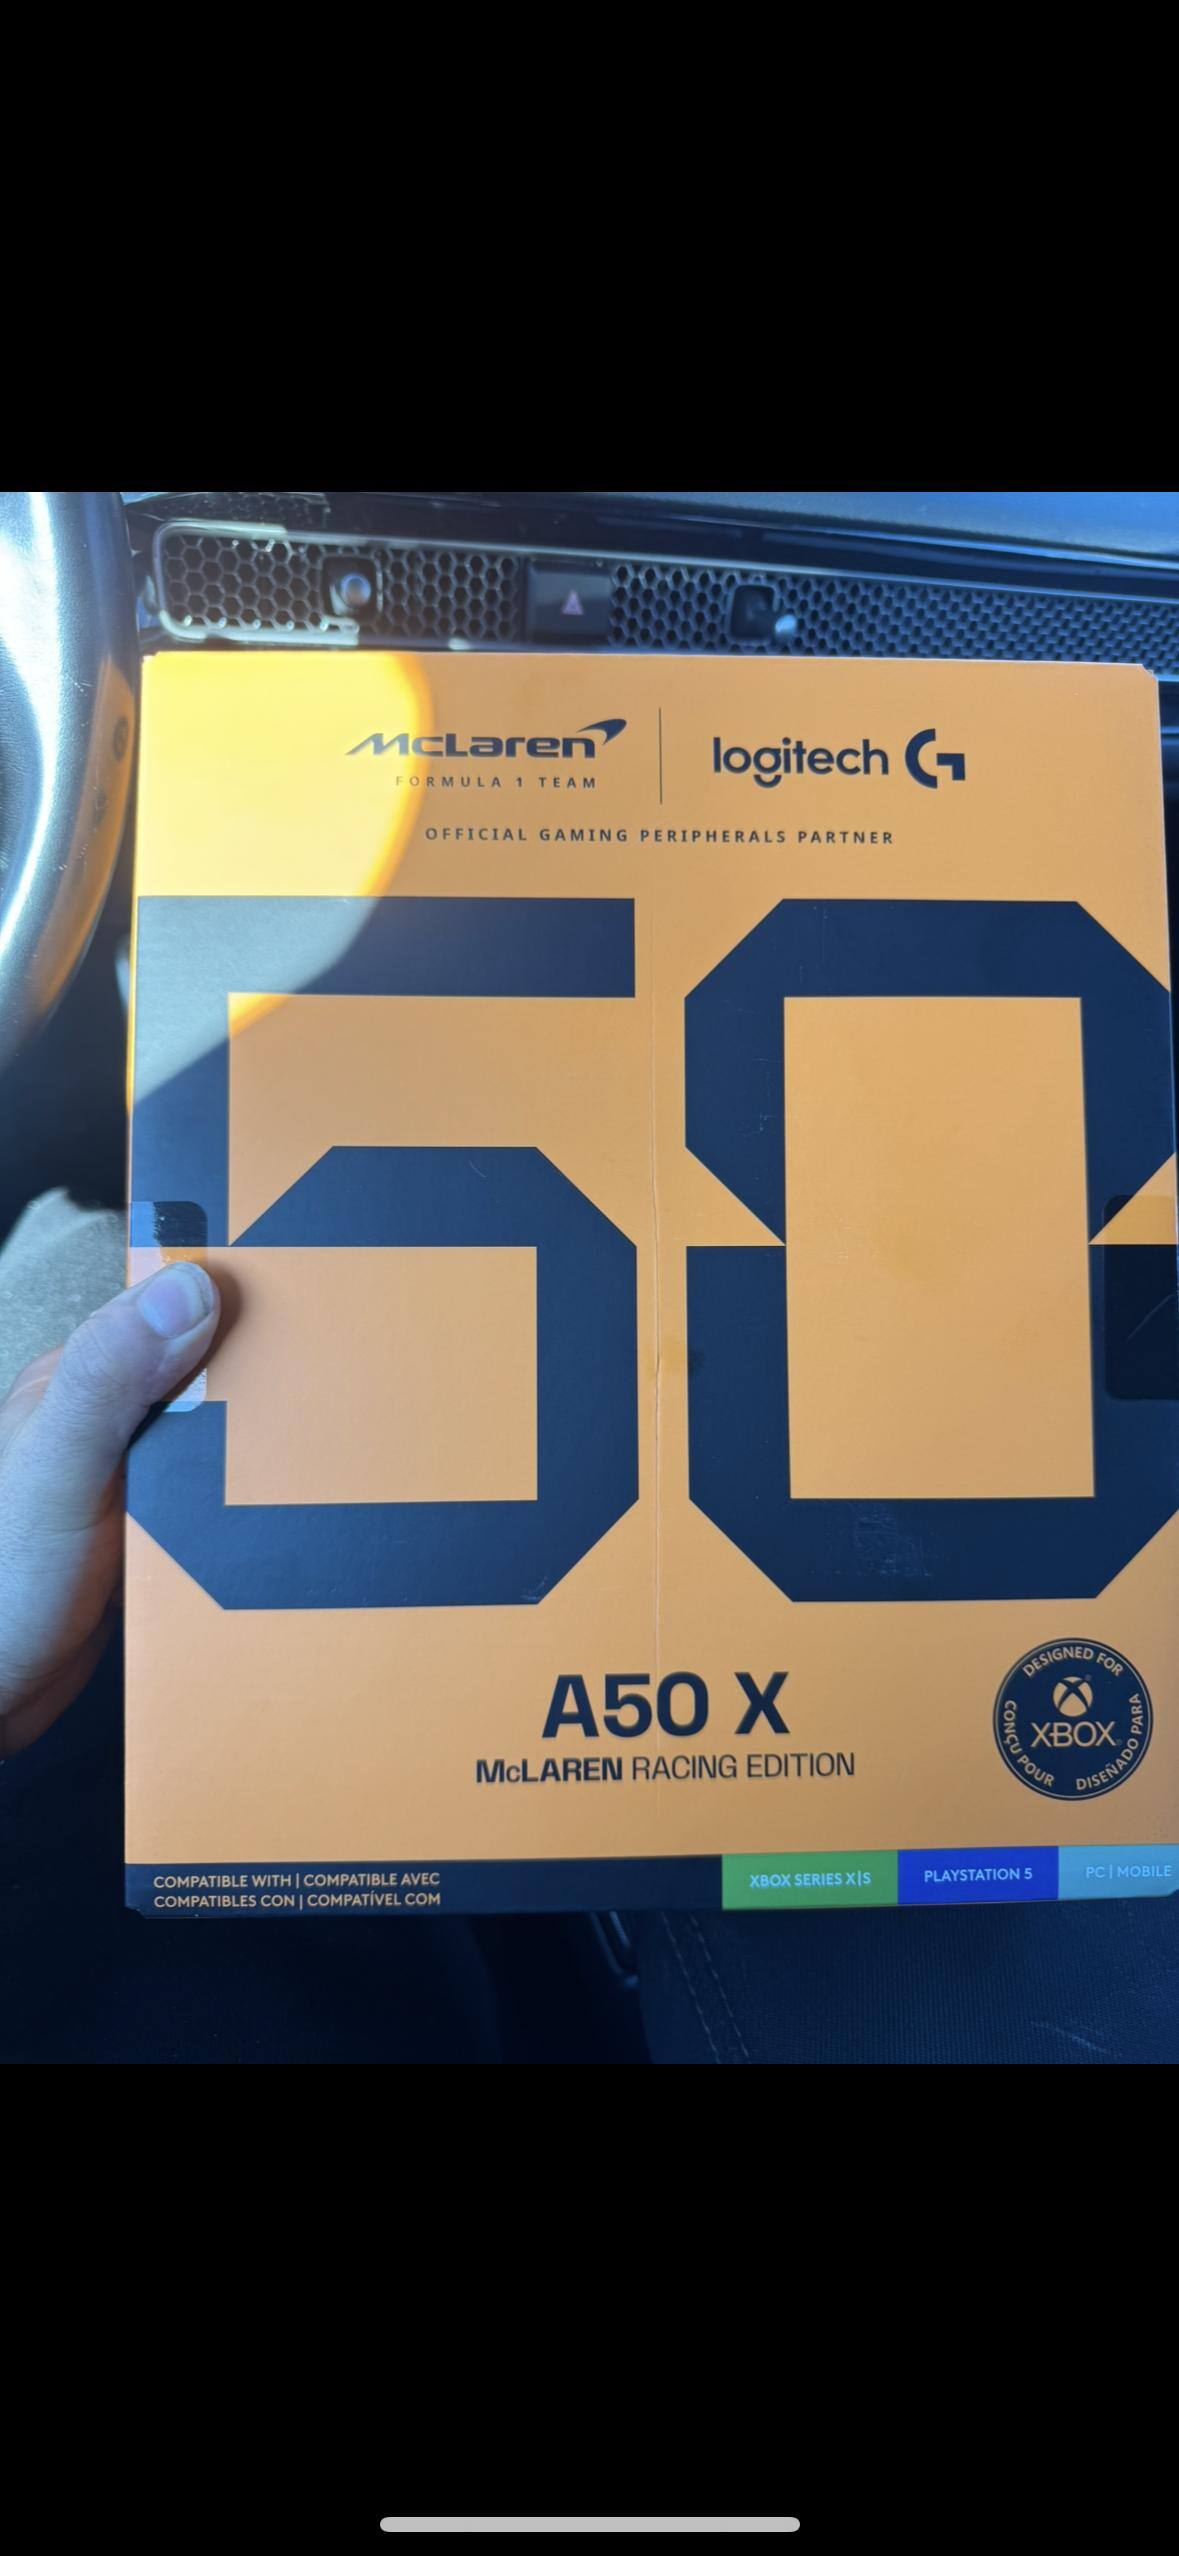 McLaren
FORMULA 1 TEAM
logitech G
OFFICIAL GAMING PERIPHERALS PARTNER
50
A50 X
McLAREN RACING EDITION
DESIGNED FOR
XBOX
CONÇU POUR
DISEÑADO PARA
COMPATIBLE WITH | COMPATIBLE AVEC
COMPATIBLES CON | COMPATÍVEL COM
XBOX SERIES X|S
PLAYSTATION 5
PC | MOBILE